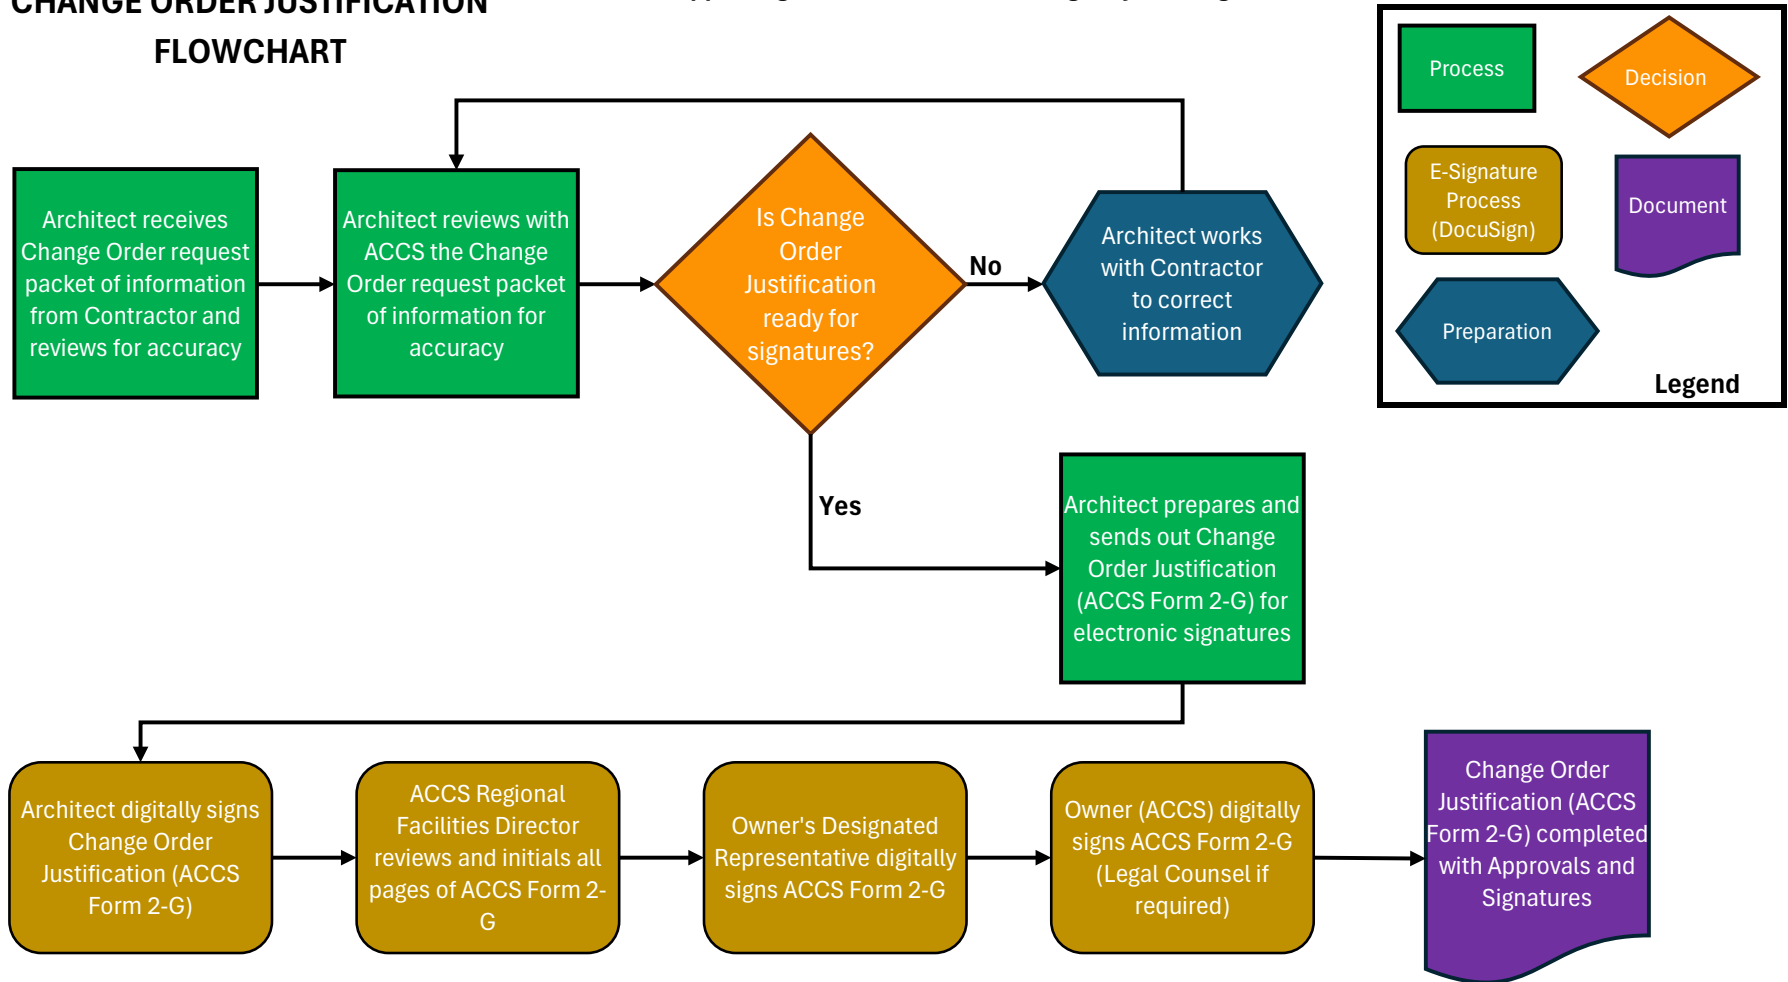 CHANGE ORDER JUSTIFICATION
FLOWCHART
Architect receives
Change Order request
packet of information
from Contractor and
reviews for accuracy
Architect reviews with
ACCS the Change
Order request packet
of information for
accuracy
Is Change
Order
Justification
ready for
signatures?
No
Architect works
with Contractor
to correct
information
Process
Decision
E-Signature
Process
(DocuSign)
Document
Preparation
Legend
Yes
Architect prepares and
sends out Change
Order Justification
(ACCS Form 2-G) for
electronic signatures
Architect digitally signs
Change Order
Justification (ACCS
Form 2-G)
ACCS Regional
Facilities Director
reviews and initials all
pages of ACCS Form 2-
G
Owner's Designated
Representative digitally
signs ACCS Form 2-G
Owner (ACCS) digitally
signs ACCS Form 2-G
(Legal Counsel if
required)
Change Order
Justification (ACCS
Form 2-G) completed
with Approvals and
Signatures